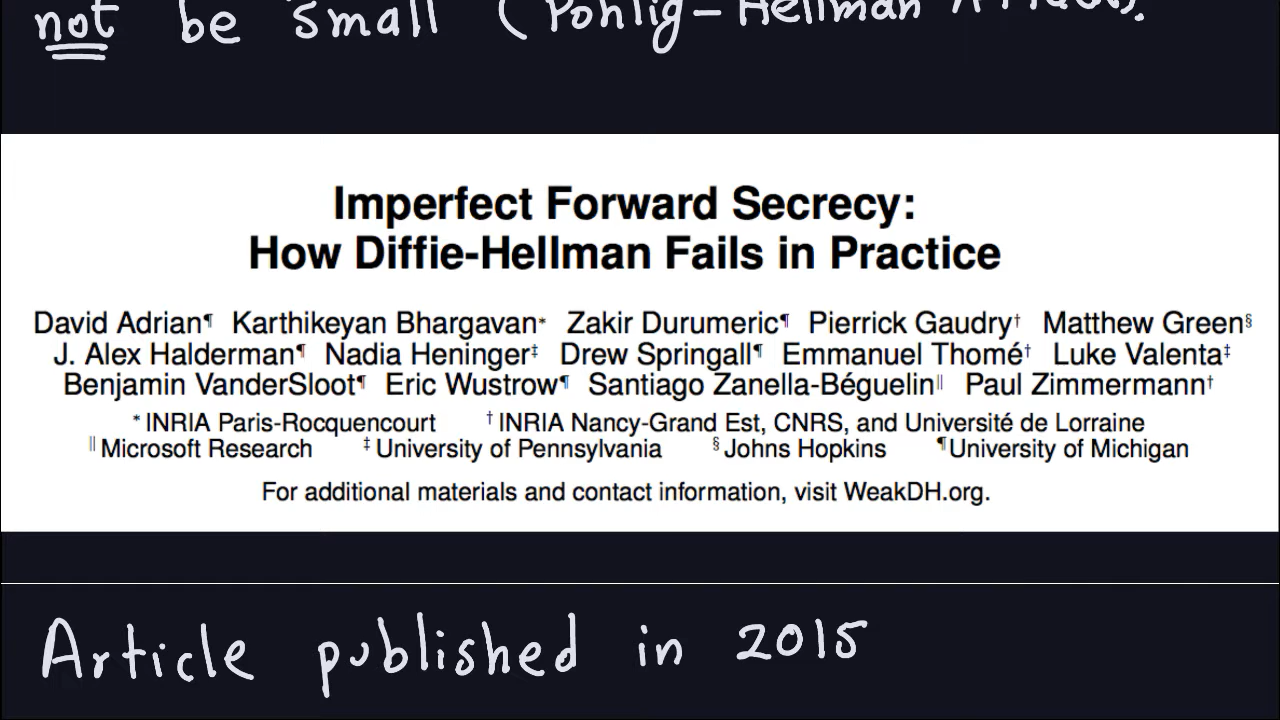 not be small (Pohlig-Hellman Attack).
Imperfect Forward Secrecy:
How Diffie-Hellman Fails in Practice
David Adrian¶ Karthikeyan Bhargavan* Zakir Durumeric¶ Pierrick Gaudry† Matthew Green§
J. Alex Halderman¶ Nadia Heninger‡ Drew Springall¶ Emmanuel Thomé† Luke Valenta‡
Benjamin VanderSloot¶ Eric Wustrow¶ Santiago Zanella-Béguelin‖ Paul Zimmermann†
* INRIA Paris-Rocquencourt † INRIA Nancy-Grand Est, CNRS, and Université de Lorraine
‖ Microsoft Research ‡ University of Pennsylvania § Johns Hopkins ¶ University of Michigan
For additional materials and contact information, visit WeakDH.org.
Article published in 2015